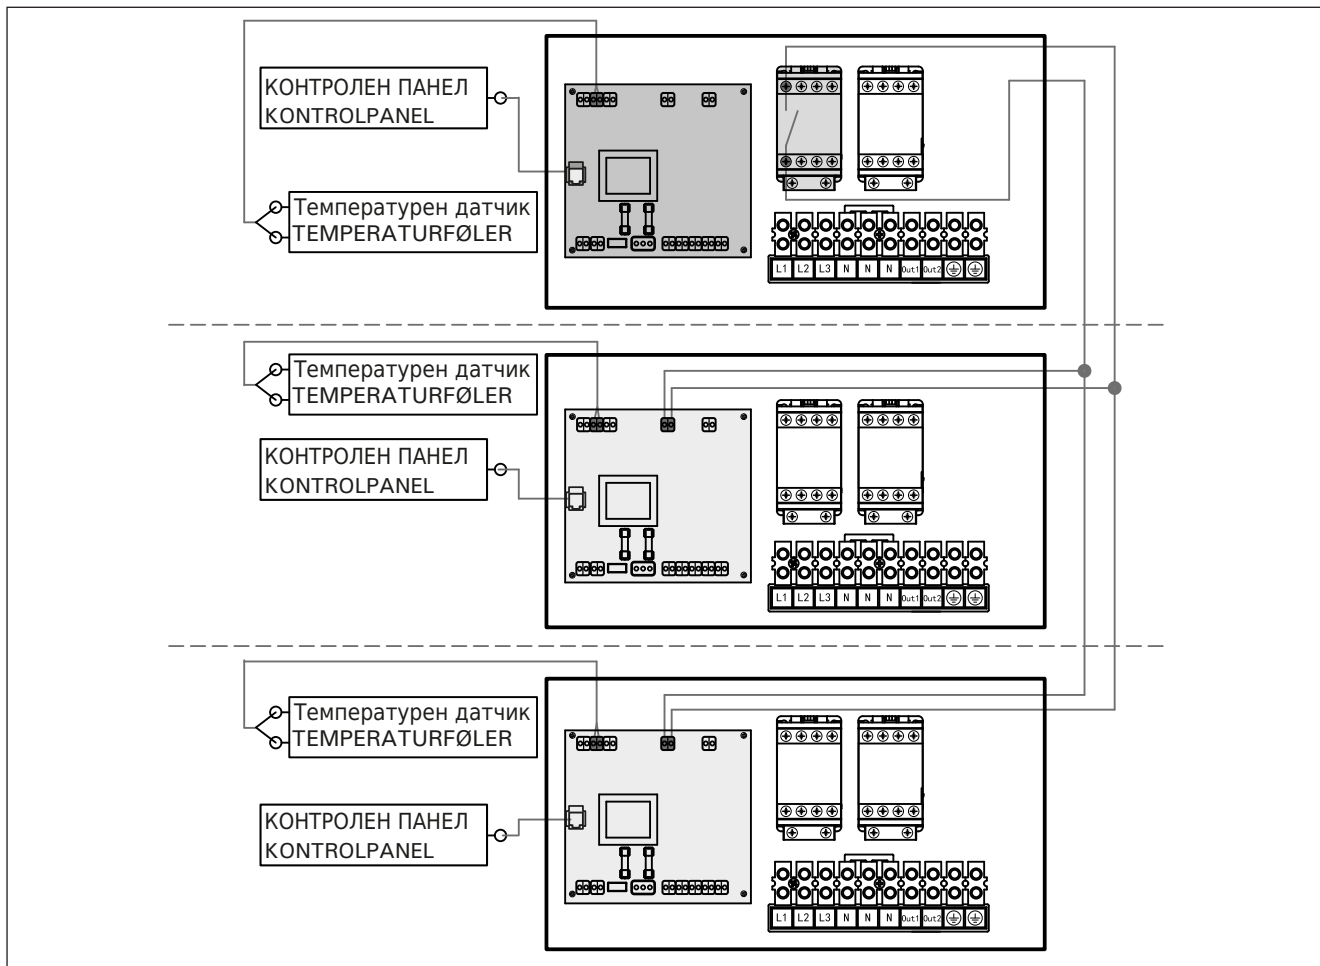 КОНТРОЛЕН ПАНЕЛ
KONTROLPANEL
Температурен датчик
TEMPERATURFØLER
L1 L2 L3 N N N Out1 Out2
Температурен датчик
TEMPERATURFØLER
КОНТРОЛЕН ПАНЕЛ
KONTROLPANEL
L1 L2 L3 N N N Out1 Out2
Температурен датчик
TEMPERATURFØLER
КОНТРОЛЕН ПАНЕЛ
KONTROLPANEL
L1 L2 L3 N N N Out1 Out2